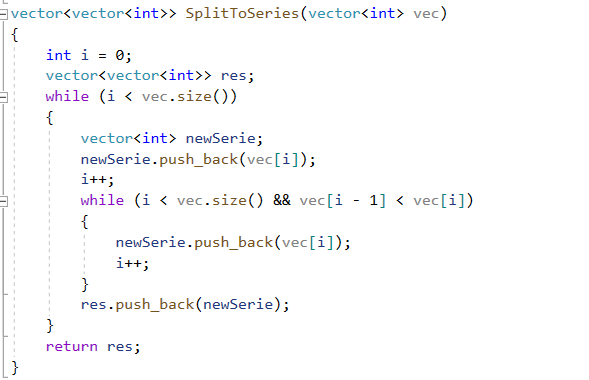 vector<vector<int>> SplitToSeries(vector<int> vec)
{
    int i = 0;
    vector<vector<int>> res;
    while (i < vec.size())
    {
        vector<int> newSerie;
        newSerie.push_back(vec[i]);
        i++;
        while (i < vec.size() && vec[i - 1] < vec[i])
        {
            newSerie.push_back(vec[i]);
            i++;
        }
        res.push_back(newSerie);
    }
    return res;
}